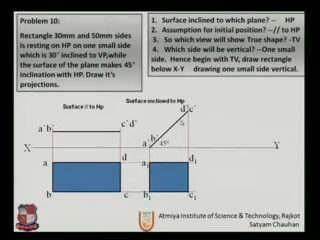 Problem 10:
Rectangle 30mm and 50mm sides
is resting on HP on one small side
which is 30° inclined to VP,while
the surface of the plane makes 45°
inclination with HP. Draw it's
projections.
1. Surface inclined to which plane? -- HP
2. Assumption for initial position? --// to HP
3. So which view will show True shape? -TV
4. Which side will be vertical? --One small
side. Hence begin with TV, draw rectangle
below X-Y drawing one small side vertical.
Surface // to Hp
Surface inclined to Hp
d' c'
a' b'
c' d'
a' b'
45°
X
Y
a
d
a1
d1
b
c
b1
c1
Atmiya Institute of Science & Technology, Rajkot
Satyam Chauhan